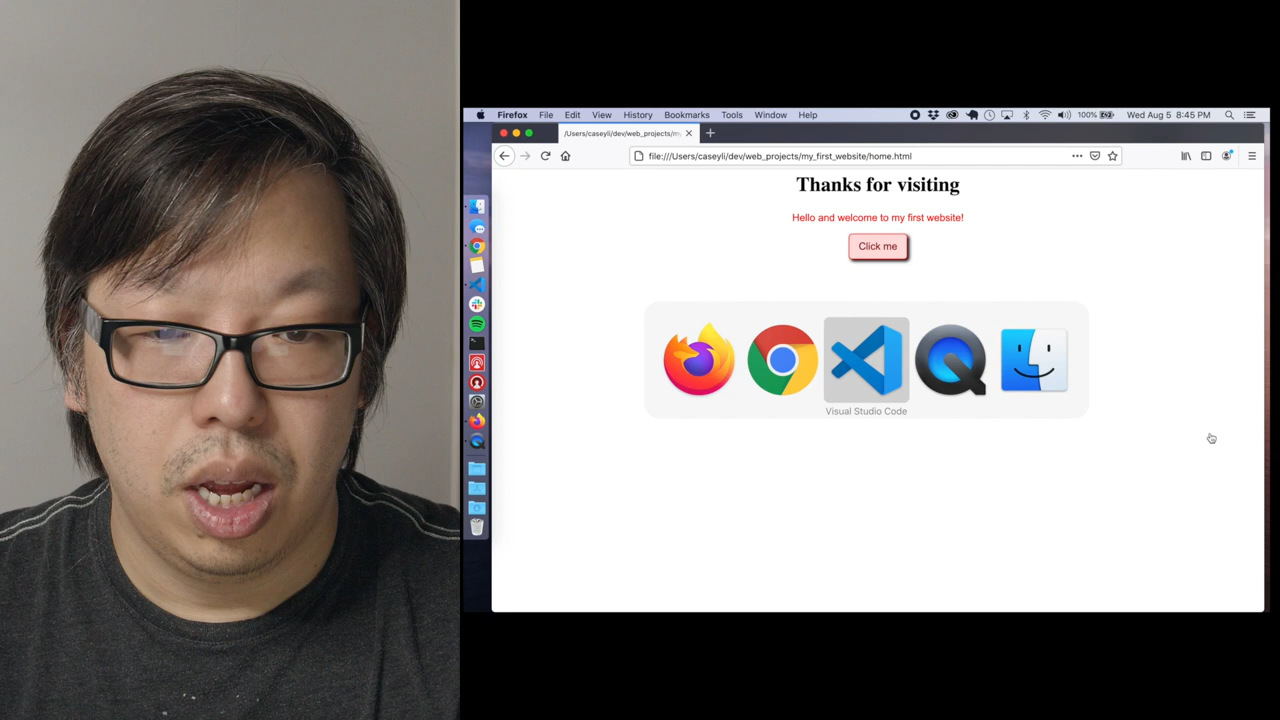 Firefox File Edit View History Bookmarks Tools Window Help 100% Wed Aug 5 8:45 PM
/Users/caseyli/dev/web_projects/my_
file:///Users/caseyli/dev/web_projects/my_first_website/home.html
Thanks for visiting
Hello and welcome to my first website!
Click me
Visual Studio Code